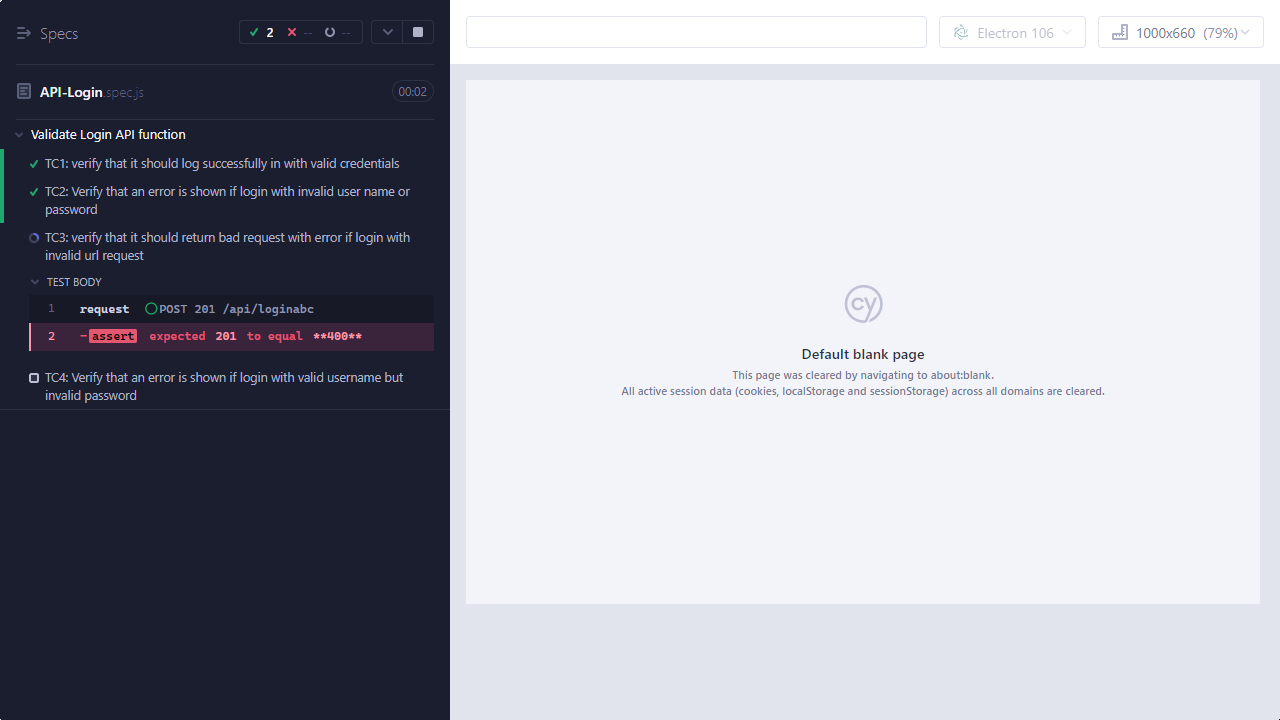 Specs
2
--
--
API-Login.spec.js
00:02
Validate Login API function
TC1: verify that it should log successfully in with valid credentials
TC2: Verify that an error is shown if login with invalid user name or
password
TC3: verify that it should return bad request with error if login with
invalid url request
TEST BODY
1 request POST 201 /api/loginabc
2 -assert expected 201 to equal **400**
TC4: Verify that an error is shown if login with valid username but
invalid password
Electron 106
1000x660 (79%)
cy
Default blank page
This page was cleared by navigating to about:blank.
All active session data (cookies, localStorage and sessionStorage) across all domains are cleared.